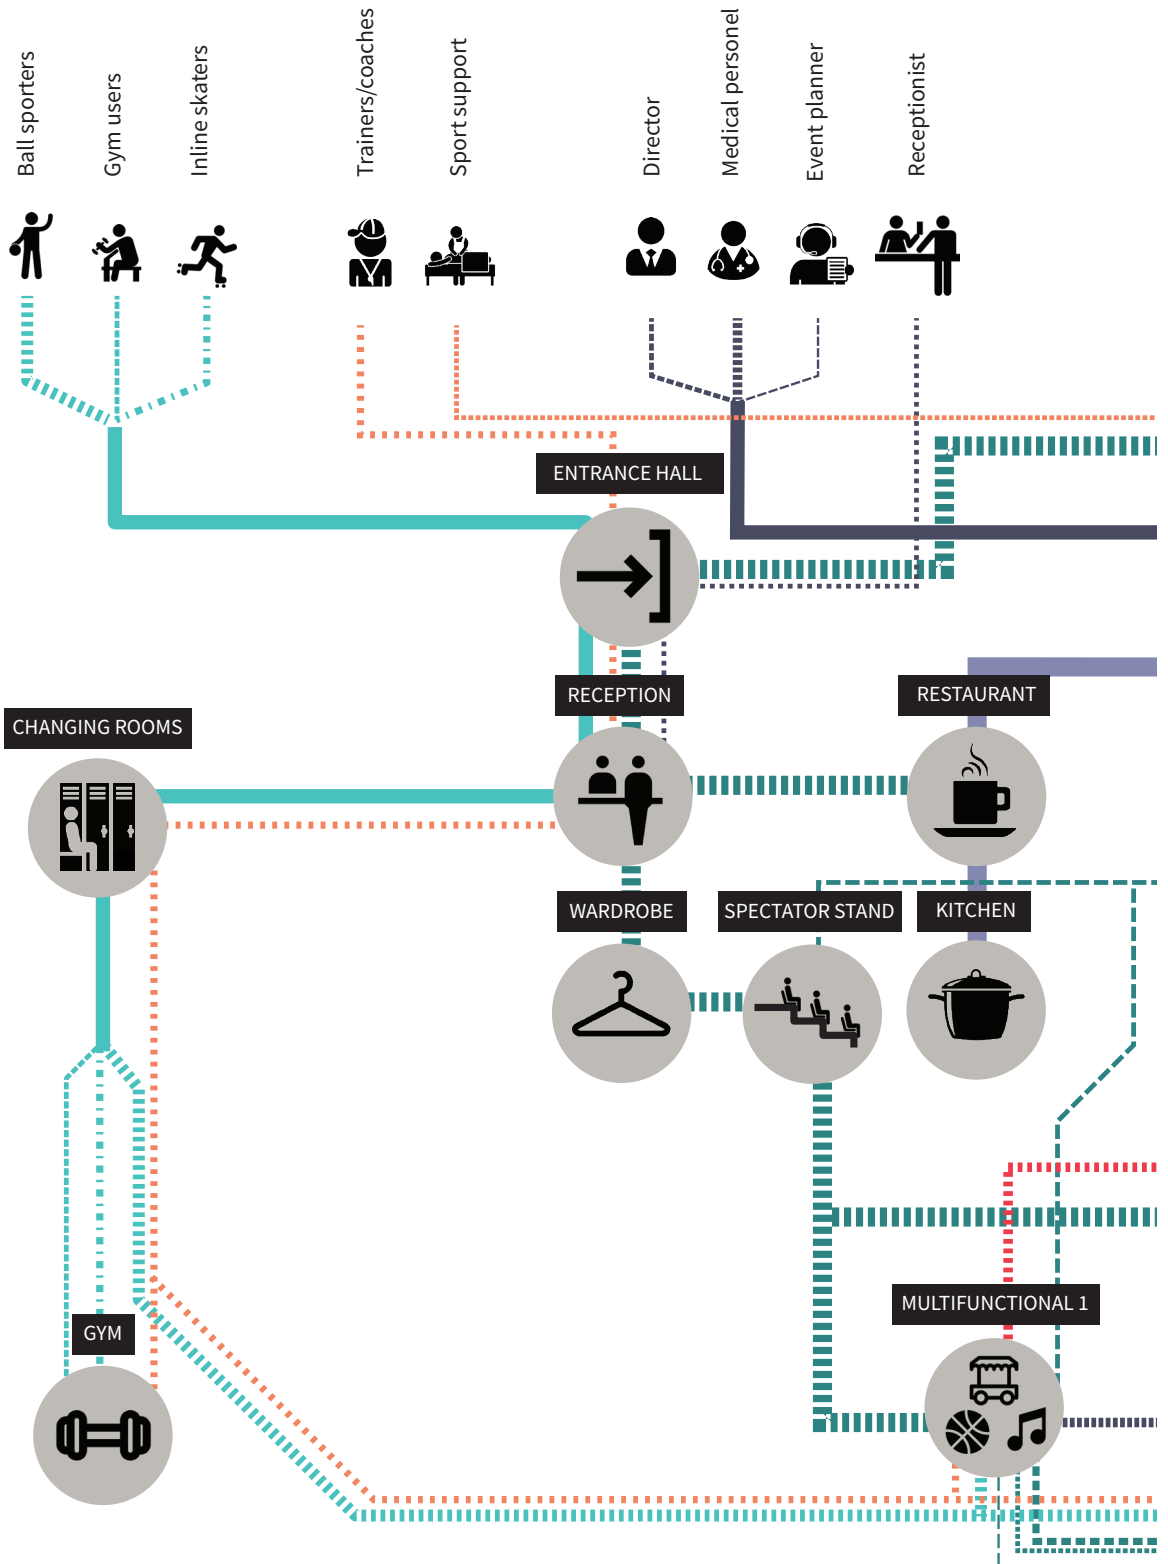 Ball sporters
Gym users
Inline skaters
Trainers/coaches
Sport support
Director
Medical personel
Event planner
Receptionist
ENTRANCE HALL
RECEPTION
RESTAURANT
CHANGING ROOMS
WARDROBE
SPECTATOR STAND
KITCHEN
MULTIFUNCTIONAL 1
GYM